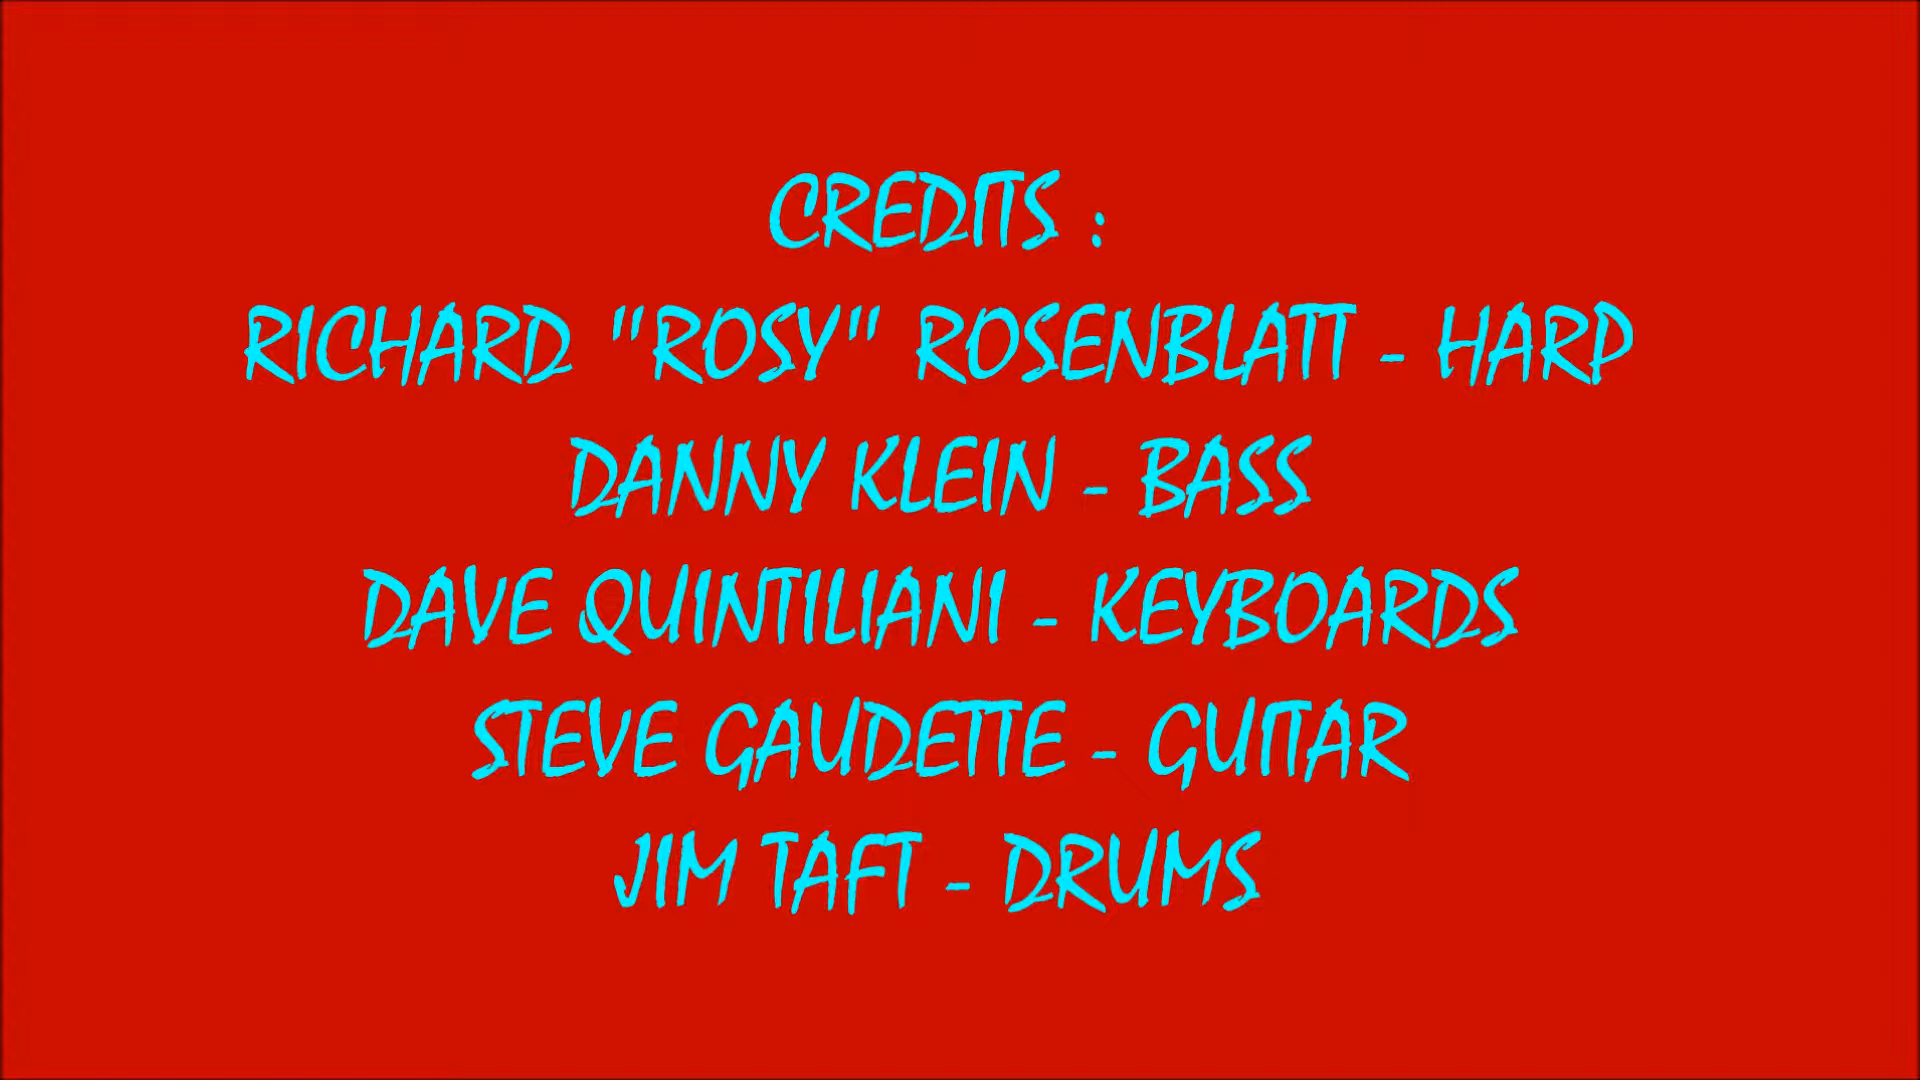 CREDITS :
RICHARD "ROSY" ROSENBLATT - HARP
DANNY KLEIN - BASS
DAVE QUINTILIANI - KEYBOARDS
STEVE GAUDETTE - GUITAR
JIM TAFT - DRUMS